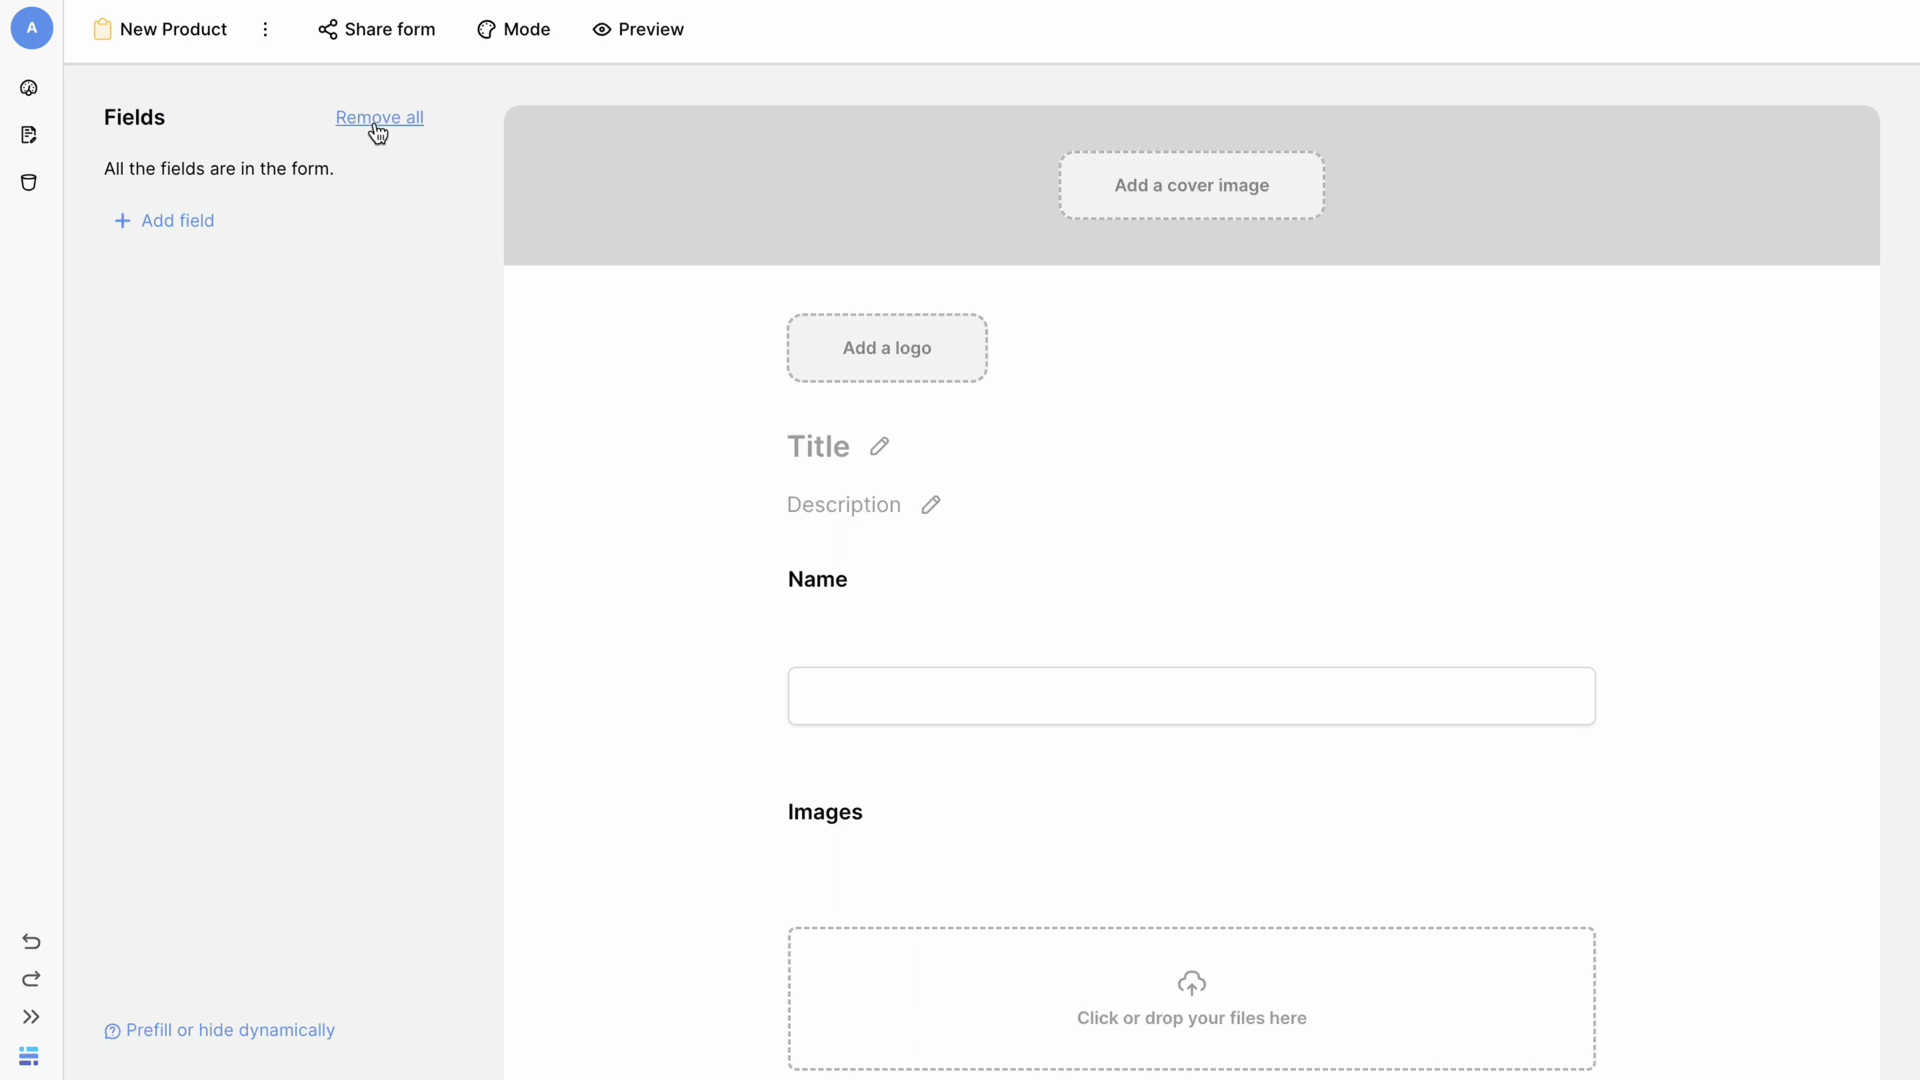 A
New Product
Share form
Mode
Preview
Fields
Remove all
All the fields are in the form.
Add field
Add a cover image
Add a logo
Title
Description
Name
Images
Click or drop your files here
Prefill or hide dynamically